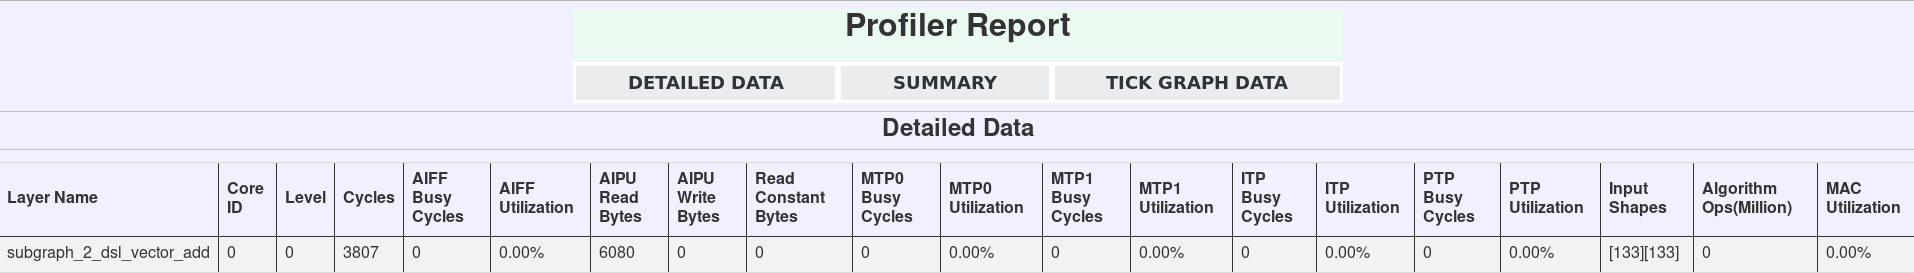 Profiler Report
DETAILED DATA SUMMARY TICK GRAPH DATA
Detailed Data
Layer Name Core ID Level Cycles AIFF Busy Cycles AIFF Utilization AIPU Read Bytes AIPU Write Bytes Read Constant Bytes MTP0 Busy Cycles MTP0 Utilization MTP1 Busy Cycles MTP1 Utilization ITP Busy Cycles ITP Utilization PTP Busy Cycles PTP Utilization Input Shapes Algorithm Ops(Million) MAC Utilization
subgraph_2_dsl_vector_add 0 0 3807 0 0.00% 6080 0 0 0 0.00% 0 0.00% 0 0.00% 0 0.00% [133][133] 0 0.00%